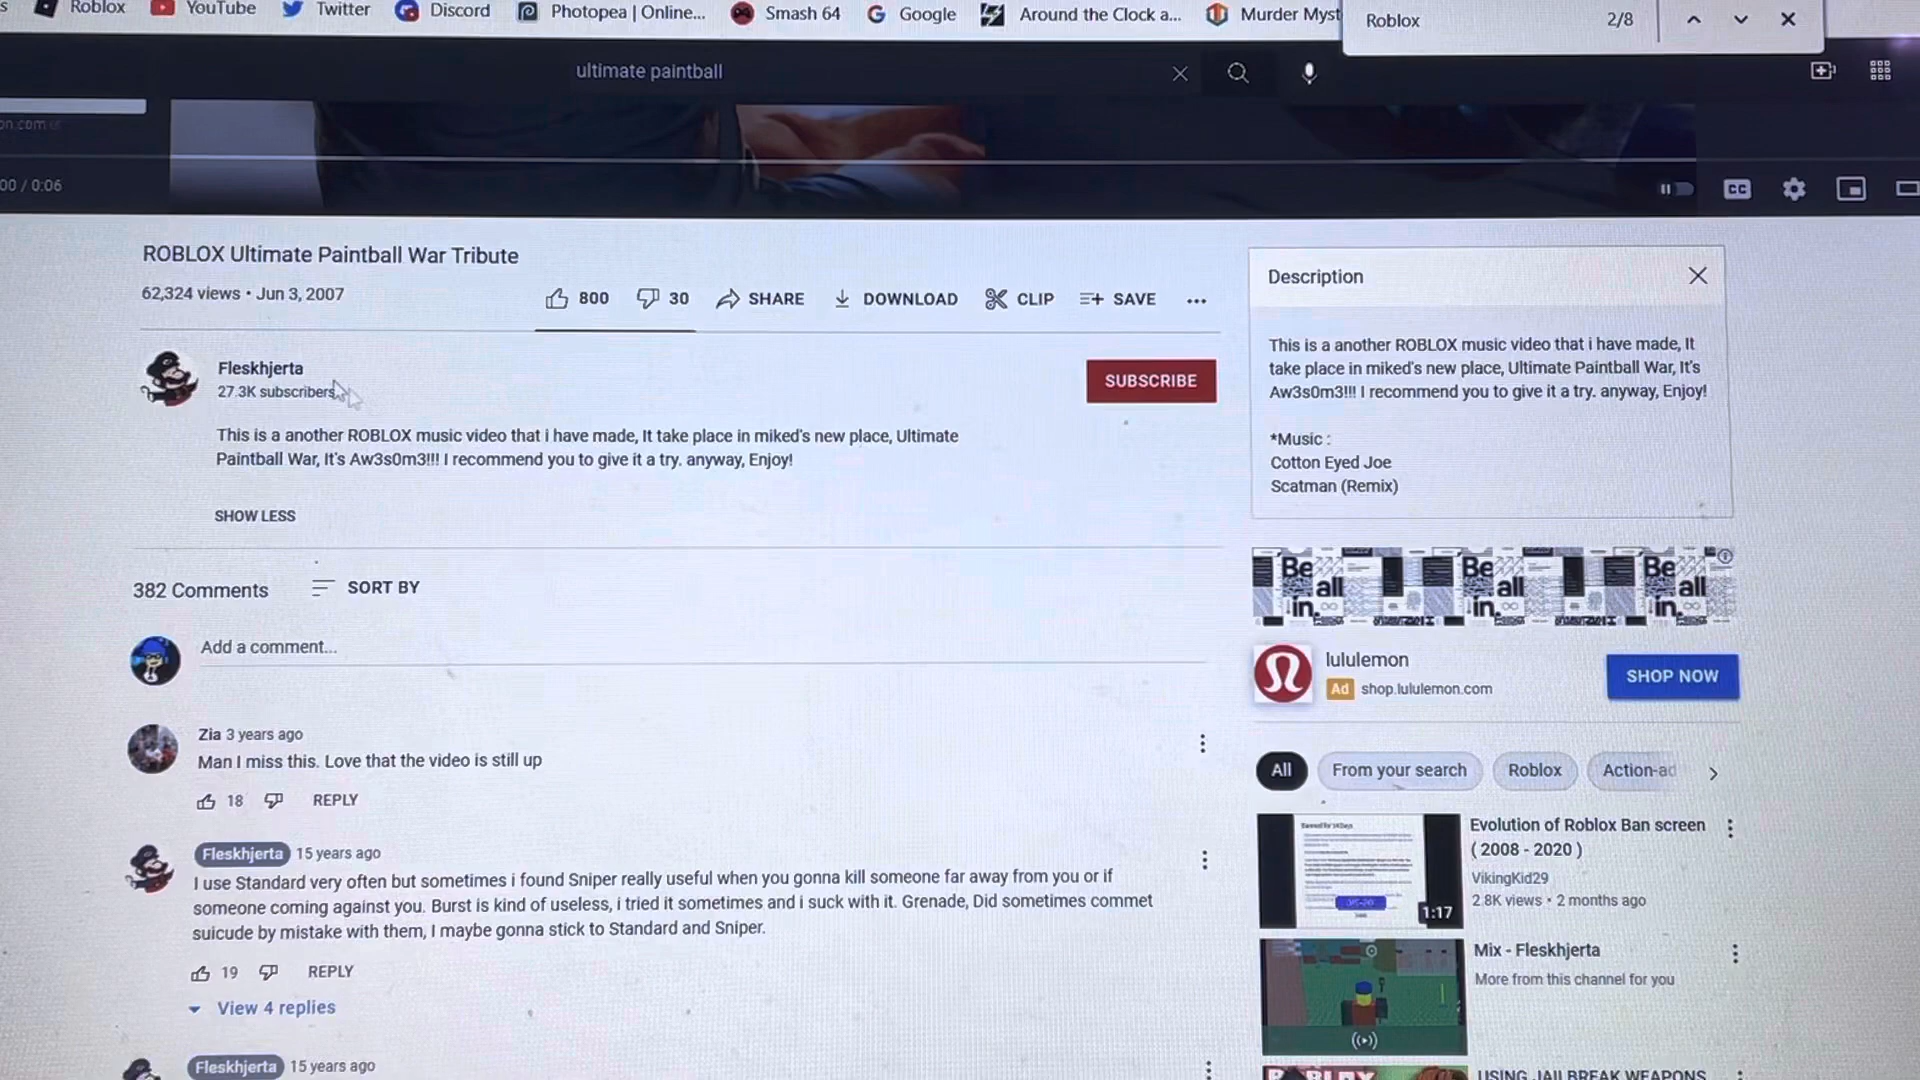 Roblox YouTube Twitter Discord Photopea | Online... Smash 64 Google Around the Clock a... Murder Myst
Roblox 2/8
ultimate paintball
00 / 0:06
CC
ROBLOX Ultimate Paintball War Tribute
62,324 views • Jun 3, 2007
800 30 SHARE DOWNLOAD CLIP SAVE
Fleskhjerta
27.3K subscribers
SUBSCRIBE
This is a another ROBLOX music video that i have made, It take place in miked's new place, Ultimate
Paintball War, It's Aw3s0m3!!! I recommend you to give it a try. anyway, Enjoy!
SHOW LESS
382 Comments SORT BY
Add a comment...
Zia 3 years ago
Man I miss this. Love that the video is still up
18 REPLY
Fleskhjerta 15 years ago
I use Standard very often but sometimes i found Sniper really useful when you gonna kill someone far away from you or if
someone coming against you. Burst is kind of useless, i tried it sometimes and i suck with it. Grenade, Did sometimes commet
suicude by mistake with them, I maybe gonna stick to Standard and Sniper.
19 REPLY
View 4 replies
Fleskhjerta 15 years ago
Description
This is a another ROBLOX music video that i have made, It
take place in miked's new place, Ultimate Paintball War, It's
Aw3s0m3!!! I recommend you to give it a try. anyway, Enjoy!
*Music :
Cotton Eyed Joe
Scatman (Remix)
Be Be Be
all all all
in. in. in.
lululemon
Ad shop.lululemon.com
SHOP NOW
All From your search Roblox Action-ad
Evolution of Roblox Ban screen
( 2008 - 2020 )
VikingKid29
2.8K views • 2 months ago
Banned for 14 Days
1:17
Mix - Fleskhjerta
More from this channel for you
ROBLOX
USING JAILBREAK WEAPONS